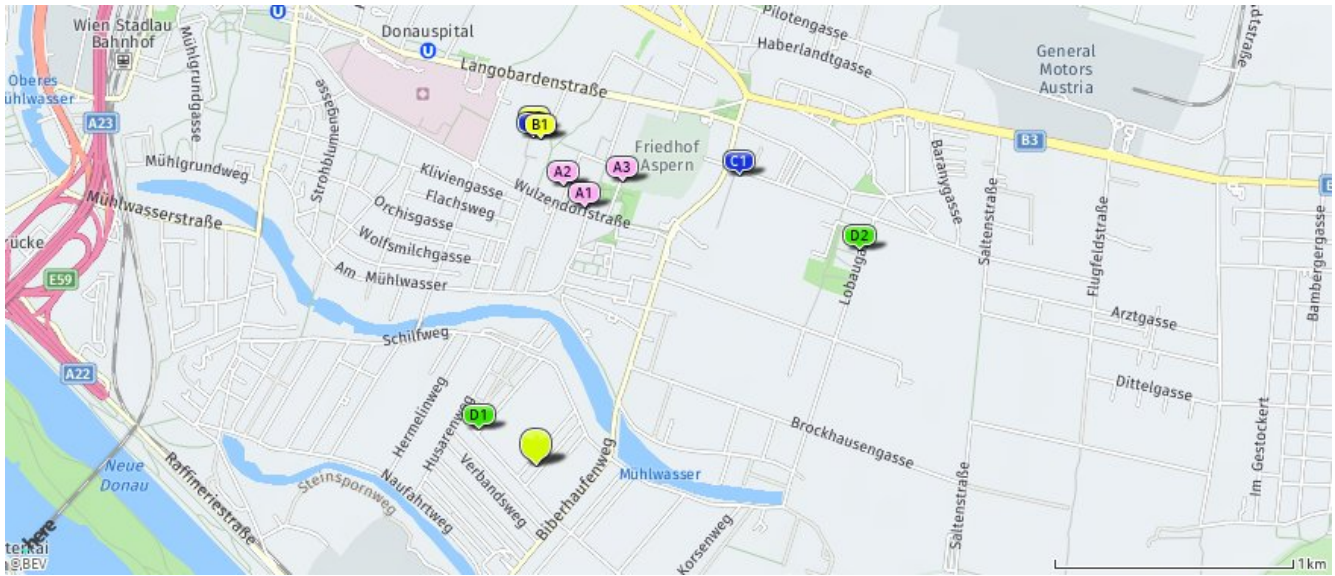 Wien Stadlau
Bahnhof
U
Donauspital
U
Pilotengasse
Haberlandtgasse
General
Motors
Austria
Mühlgrundgasse
Langobardenstraße
Oberes
A23
Strohblumengasse
B1
Friedhof
Aspern
C1
B3
Baranygasse
Mühlgrundweg
A2
A3
A1
Kliviengasse
Flachsweg
Wulzendorfstraße
Orchisgasse
Mühlwasserstraße
Wolfsmilchgasse
Am Mühlwasser
D2
Saltenstraße
Flugfeldstraße
Bambergergasse
E59
Schilfweg
Arztgasse
A22
Dittelgasse
Hermelinweg
Husarenweg
D1
Brockhausengasse
Im Gestockert
Neue
Donau
Raffineriestraße
Steinspornweg
Naufahrtweg
Verbandsweg
Biberhaufenweg
Mühlwasser
Korsenweg
Saltenstraße
here
@BEV
1km